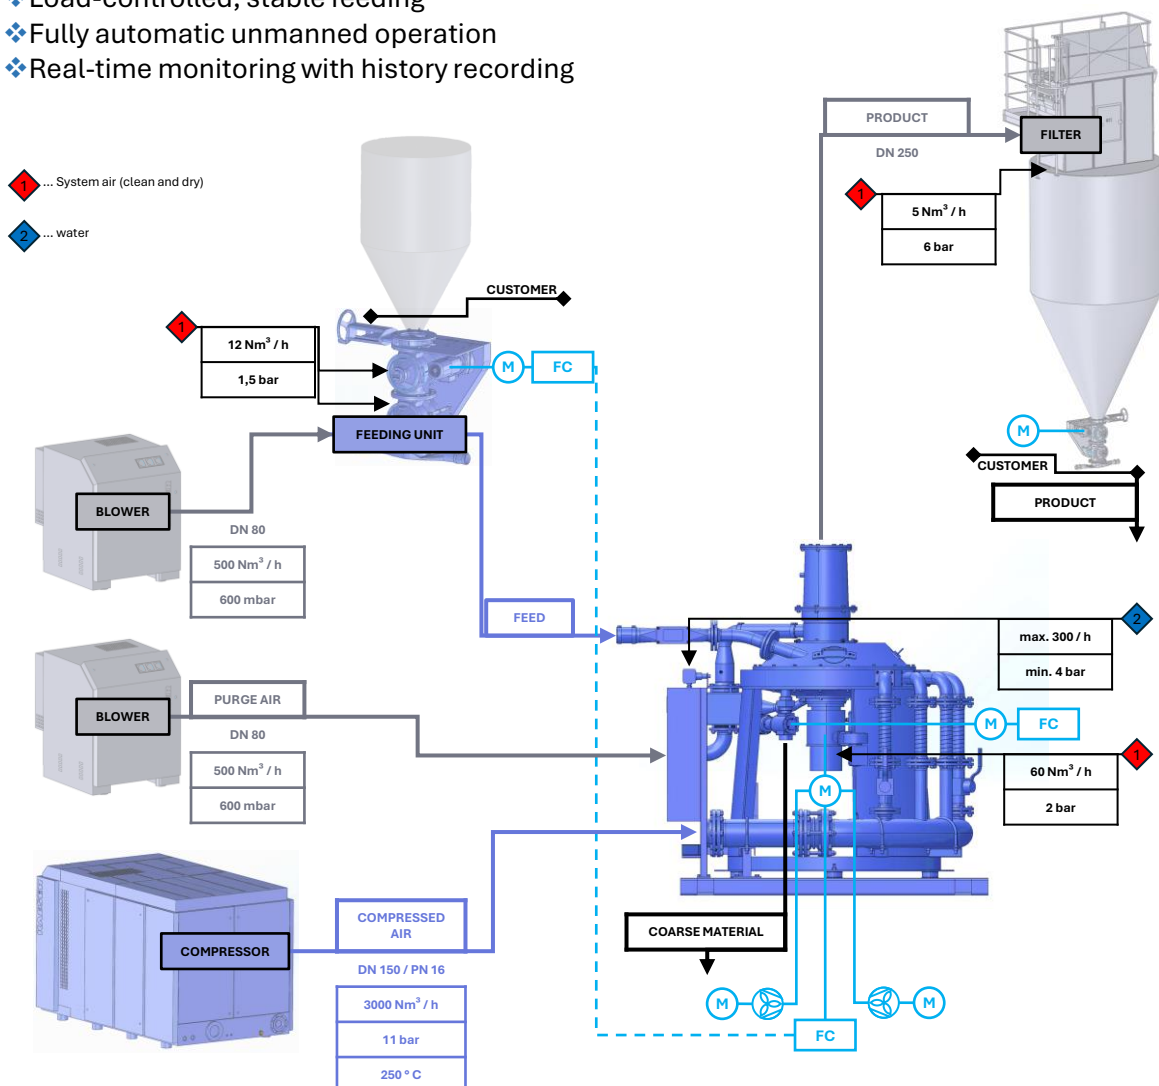 Load-controlled, stable feeding
Fully automatic unmanned operation
Real-time monitoring with history recording
1 ... System air (clean and dry)
2 ... water
PRODUCT
DN 250
FILTER
1
5 Nm³ / h
6 bar
CUSTOMER
1
12 Nm³ / h
1,5 bar
M
FC
FEEDING UNIT
M
CUSTOMER
PRODUCT
BLOWER
DN 80
500 Nm³ / h
600 mbar
FEED
2
max. 300 / h
min. 4 bar
BLOWER
PURGE AIR
DN 80
500 Nm³ / h
600 mbar
M
FC
1
60 Nm³ / h
2 bar
M
COMPRESSOR
COMPRESSED
AIR
DN 150 / PN 16
3000 Nm³ / h
11 bar
250 ° C
COARSE MATERIAL
M
M
FC